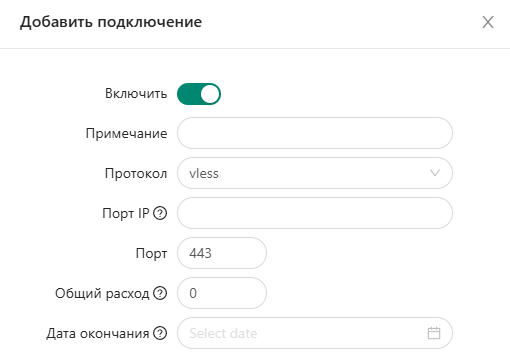 Добавить подключение
Включить
Примечание
Протокол vless
Порт IP
Порт 443
Общий расход 0
Дата окончания Select date